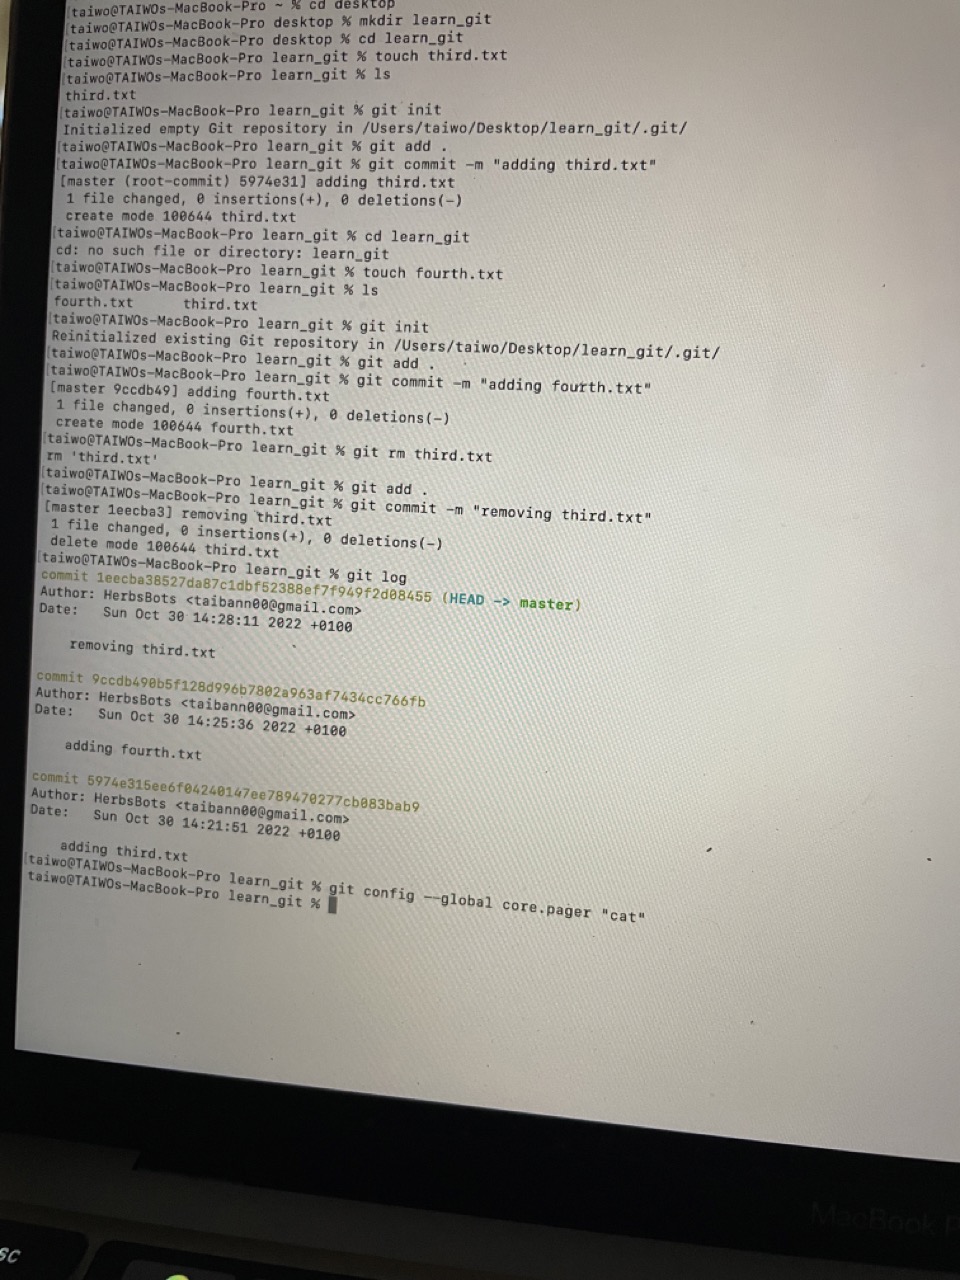 [taiwo@TAIWOs-MacBook-Pro ~ % cd desktop
[taiwo@TAIWOs-MacBook-Pro desktop % mkdir learn_git
[taiwo@TAIWOs-MacBook-Pro desktop % cd learn_git
[taiwo@TAIWOs-MacBook-Pro learn_git % touch third.txt
[taiwo@TAIWOs-MacBook-Pro learn_git % ls
third.txt
[taiwo@TAIWOs-MacBook-Pro learn_git % git init
Initialized empty Git repository in /Users/taiwo/Desktop/learn_git/.git/
[taiwo@TAIWOs-MacBook-Pro learn_git % git add .
[taiwo@TAIWOs-MacBook-Pro learn_git % git commit -m "adding third.txt"
[master (root-commit) 5974e31] adding third.txt
 1 file changed, 0 insertions(+), 0 deletions(-)
 create mode 100644 third.txt
[taiwo@TAIWOs-MacBook-Pro learn_git % cd learn_git
cd: no such file or directory: learn_git
[taiwo@TAIWOs-MacBook-Pro learn_git % touch fourth.txt
[taiwo@TAIWOs-MacBook-Pro learn_git % ls
fourth.txt third.txt
[taiwo@TAIWOs-MacBook-Pro learn_git % git init
Reinitialized existing Git repository in /Users/taiwo/Desktop/learn_git/.git/
[taiwo@TAIWOs-MacBook-Pro learn_git % git add .
[taiwo@TAIWOs-MacBook-Pro learn_git % git commit -m "adding fourth.txt"
[master 9ccdb49] adding fourth.txt
 1 file changed, 0 insertions(+), 0 deletions(-)
 create mode 100644 fourth.txt
[taiwo@TAIWOs-MacBook-Pro learn_git % git rm third.txt
rm 'third.txt'
[taiwo@TAIWOs-MacBook-Pro learn_git % git add .
[taiwo@TAIWOs-MacBook-Pro learn_git % git commit -m "removing third.txt"
[master 1eecba3] removing third.txt
 1 file changed, 0 insertions(+), 0 deletions(-)
 delete mode 100644 third.txt
[taiwo@TAIWOs-MacBook-Pro learn_git % git log
commit 1eecba38527da87c1dbf52388ef7f949f2d08455 (HEAD -> master)
Author: HerbsBots <taibann00@gmail.com>
Date: Sun Oct 30 14:28:11 2022 +0100
removing third.txt
commit 9ccdb490b5f128d996b7802a963af7434cc766fb
Author: HerbsBots <taibann00@gmail.com>
Date: Sun Oct 30 14:25:36 2022 +0100
adding fourth.txt
commit 5974e315ee6f04240147ee789470277cb083bab9
Author: HerbsBots <taibann00@gmail.com>
Date: Sun Oct 30 14:21:51 2022 +0100
adding third.txt
[taiwo@TAIWOs-MacBook-Pro learn_git % git config --global core.pager "cat"
taiwo@TAIWOs-MacBook-Pro learn_git %
MacBook
sc